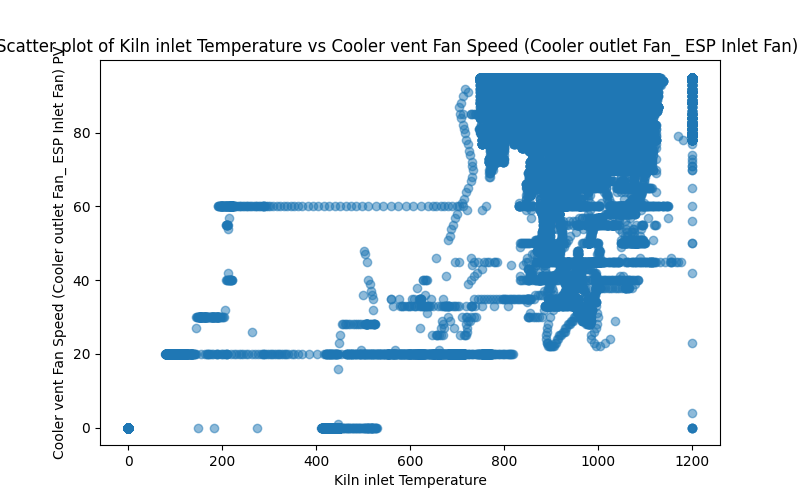 Scatter plot of Kiln inlet Temperature vs Cooler vent Fan Speed (Cooler outlet Fan_ ESP Inlet Fan)
Cooler vent Fan Speed (Cooler outlet Fan_ ESP Inlet Fan) PV
80
60
40
20
0
0 200 400 600 800 1000 1200
Kiln inlet Temperature